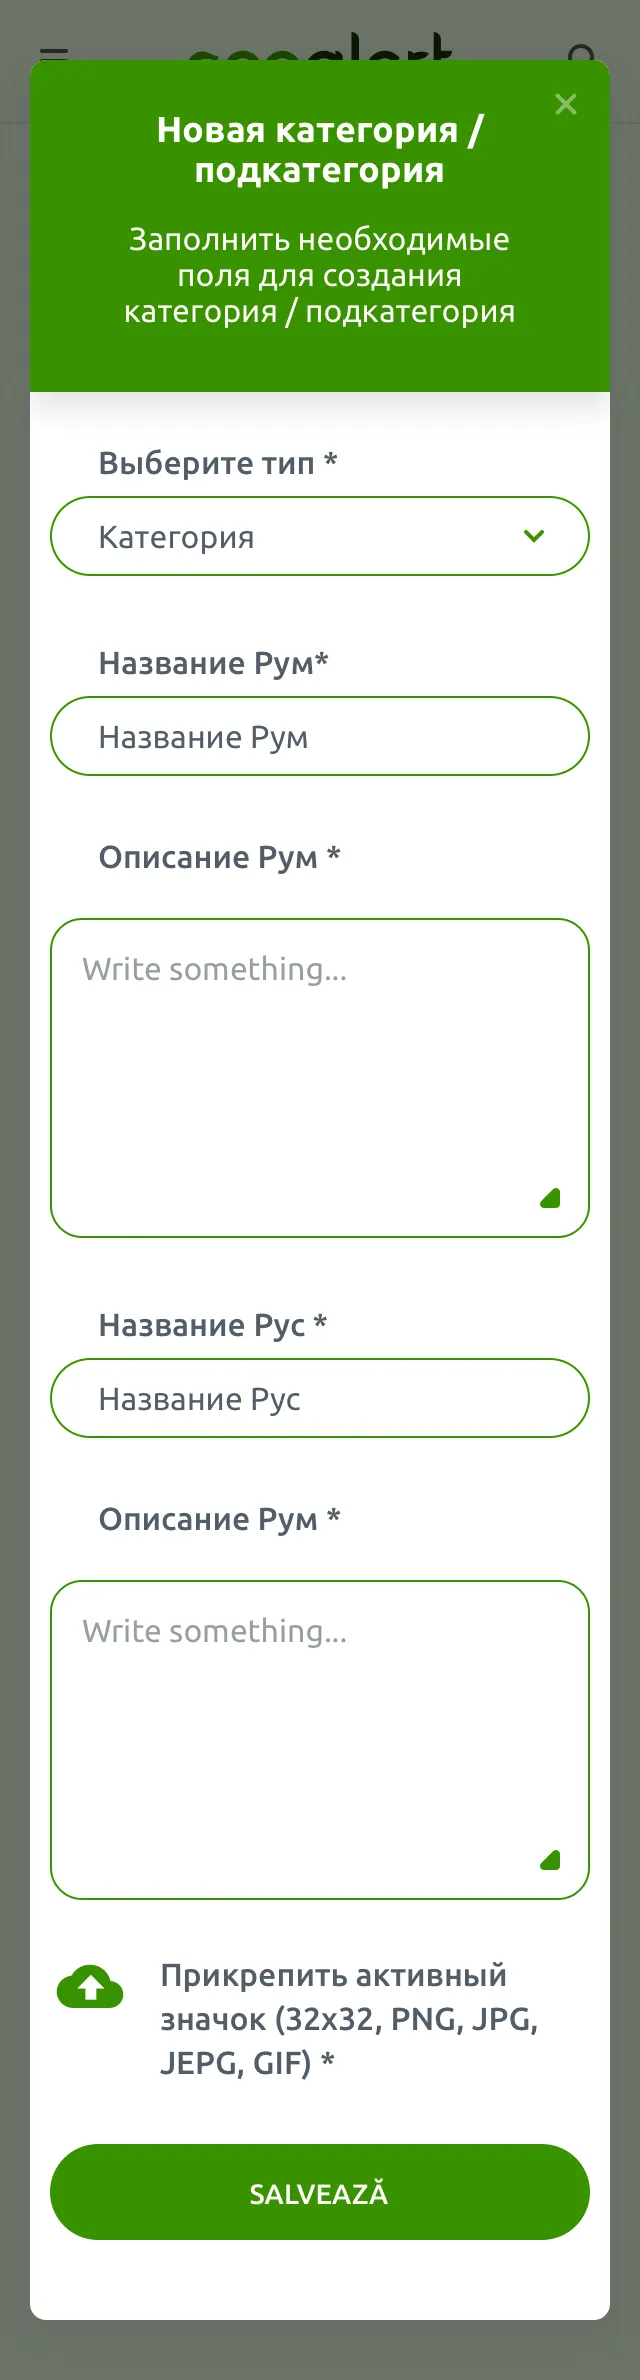 Новая категория /
подкатегория
Заполнить необходимые
поля для создания
категория / подкатегория
Выберите тип *
Категория
Название Рум*
Название Рум
Описание Рум *
Write something...
Название Рус *
Название Рус
Описание Рум *
Write something...
Прикрепить активный
значок (32x32, PNG, JPG,
JEPG, GIF) *
SALVEAZĂ